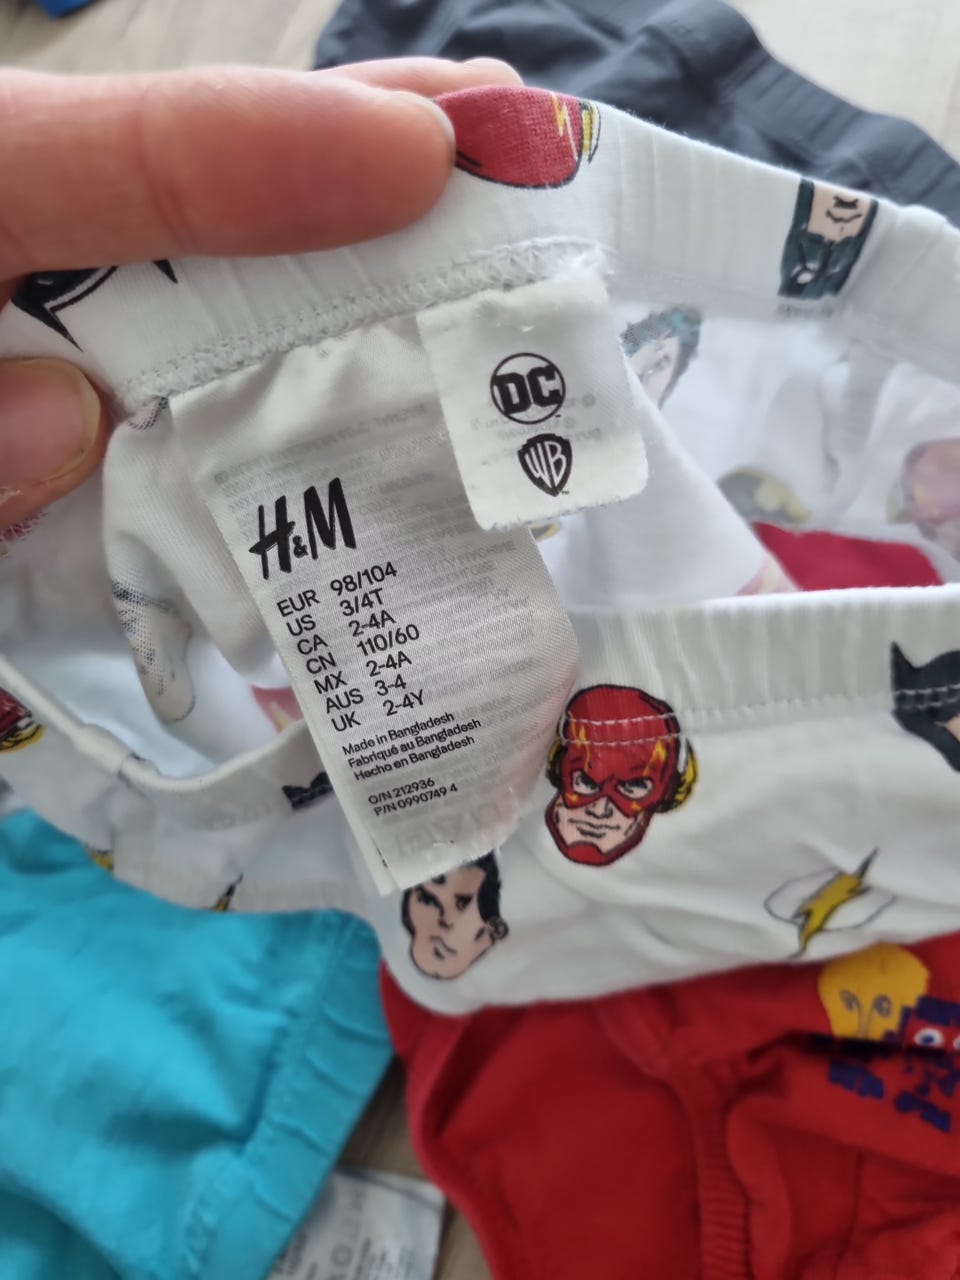 DC
WB
H&M
EUR 98/104
US 3/4T
CA 2-4A
CN 110/60
MX 2-4A
AUS 3-4
UK 2-4Y
Made in Bangladesh
Fabriqué au Bangladesh
Hecho en Bangladesh
O/N 212936
P/N 0990749 4